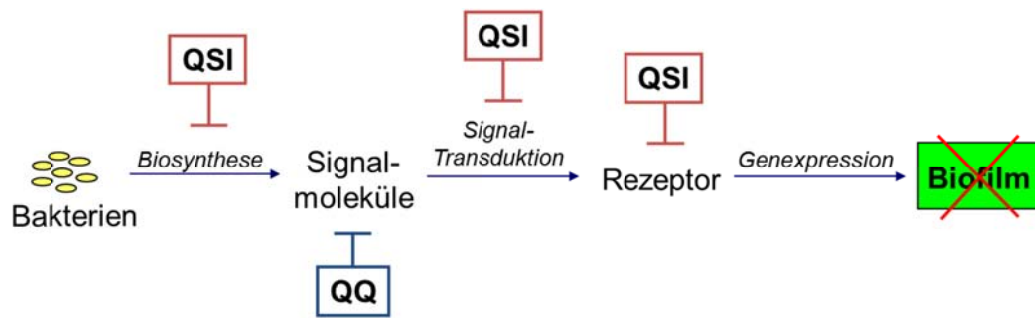 QSI
QSI
QSI
Biosynthese
Signal-
Transduktion
Genexpression
Bakterien
Signal-
moleküle
Rezeptor
Biofilm
QQ